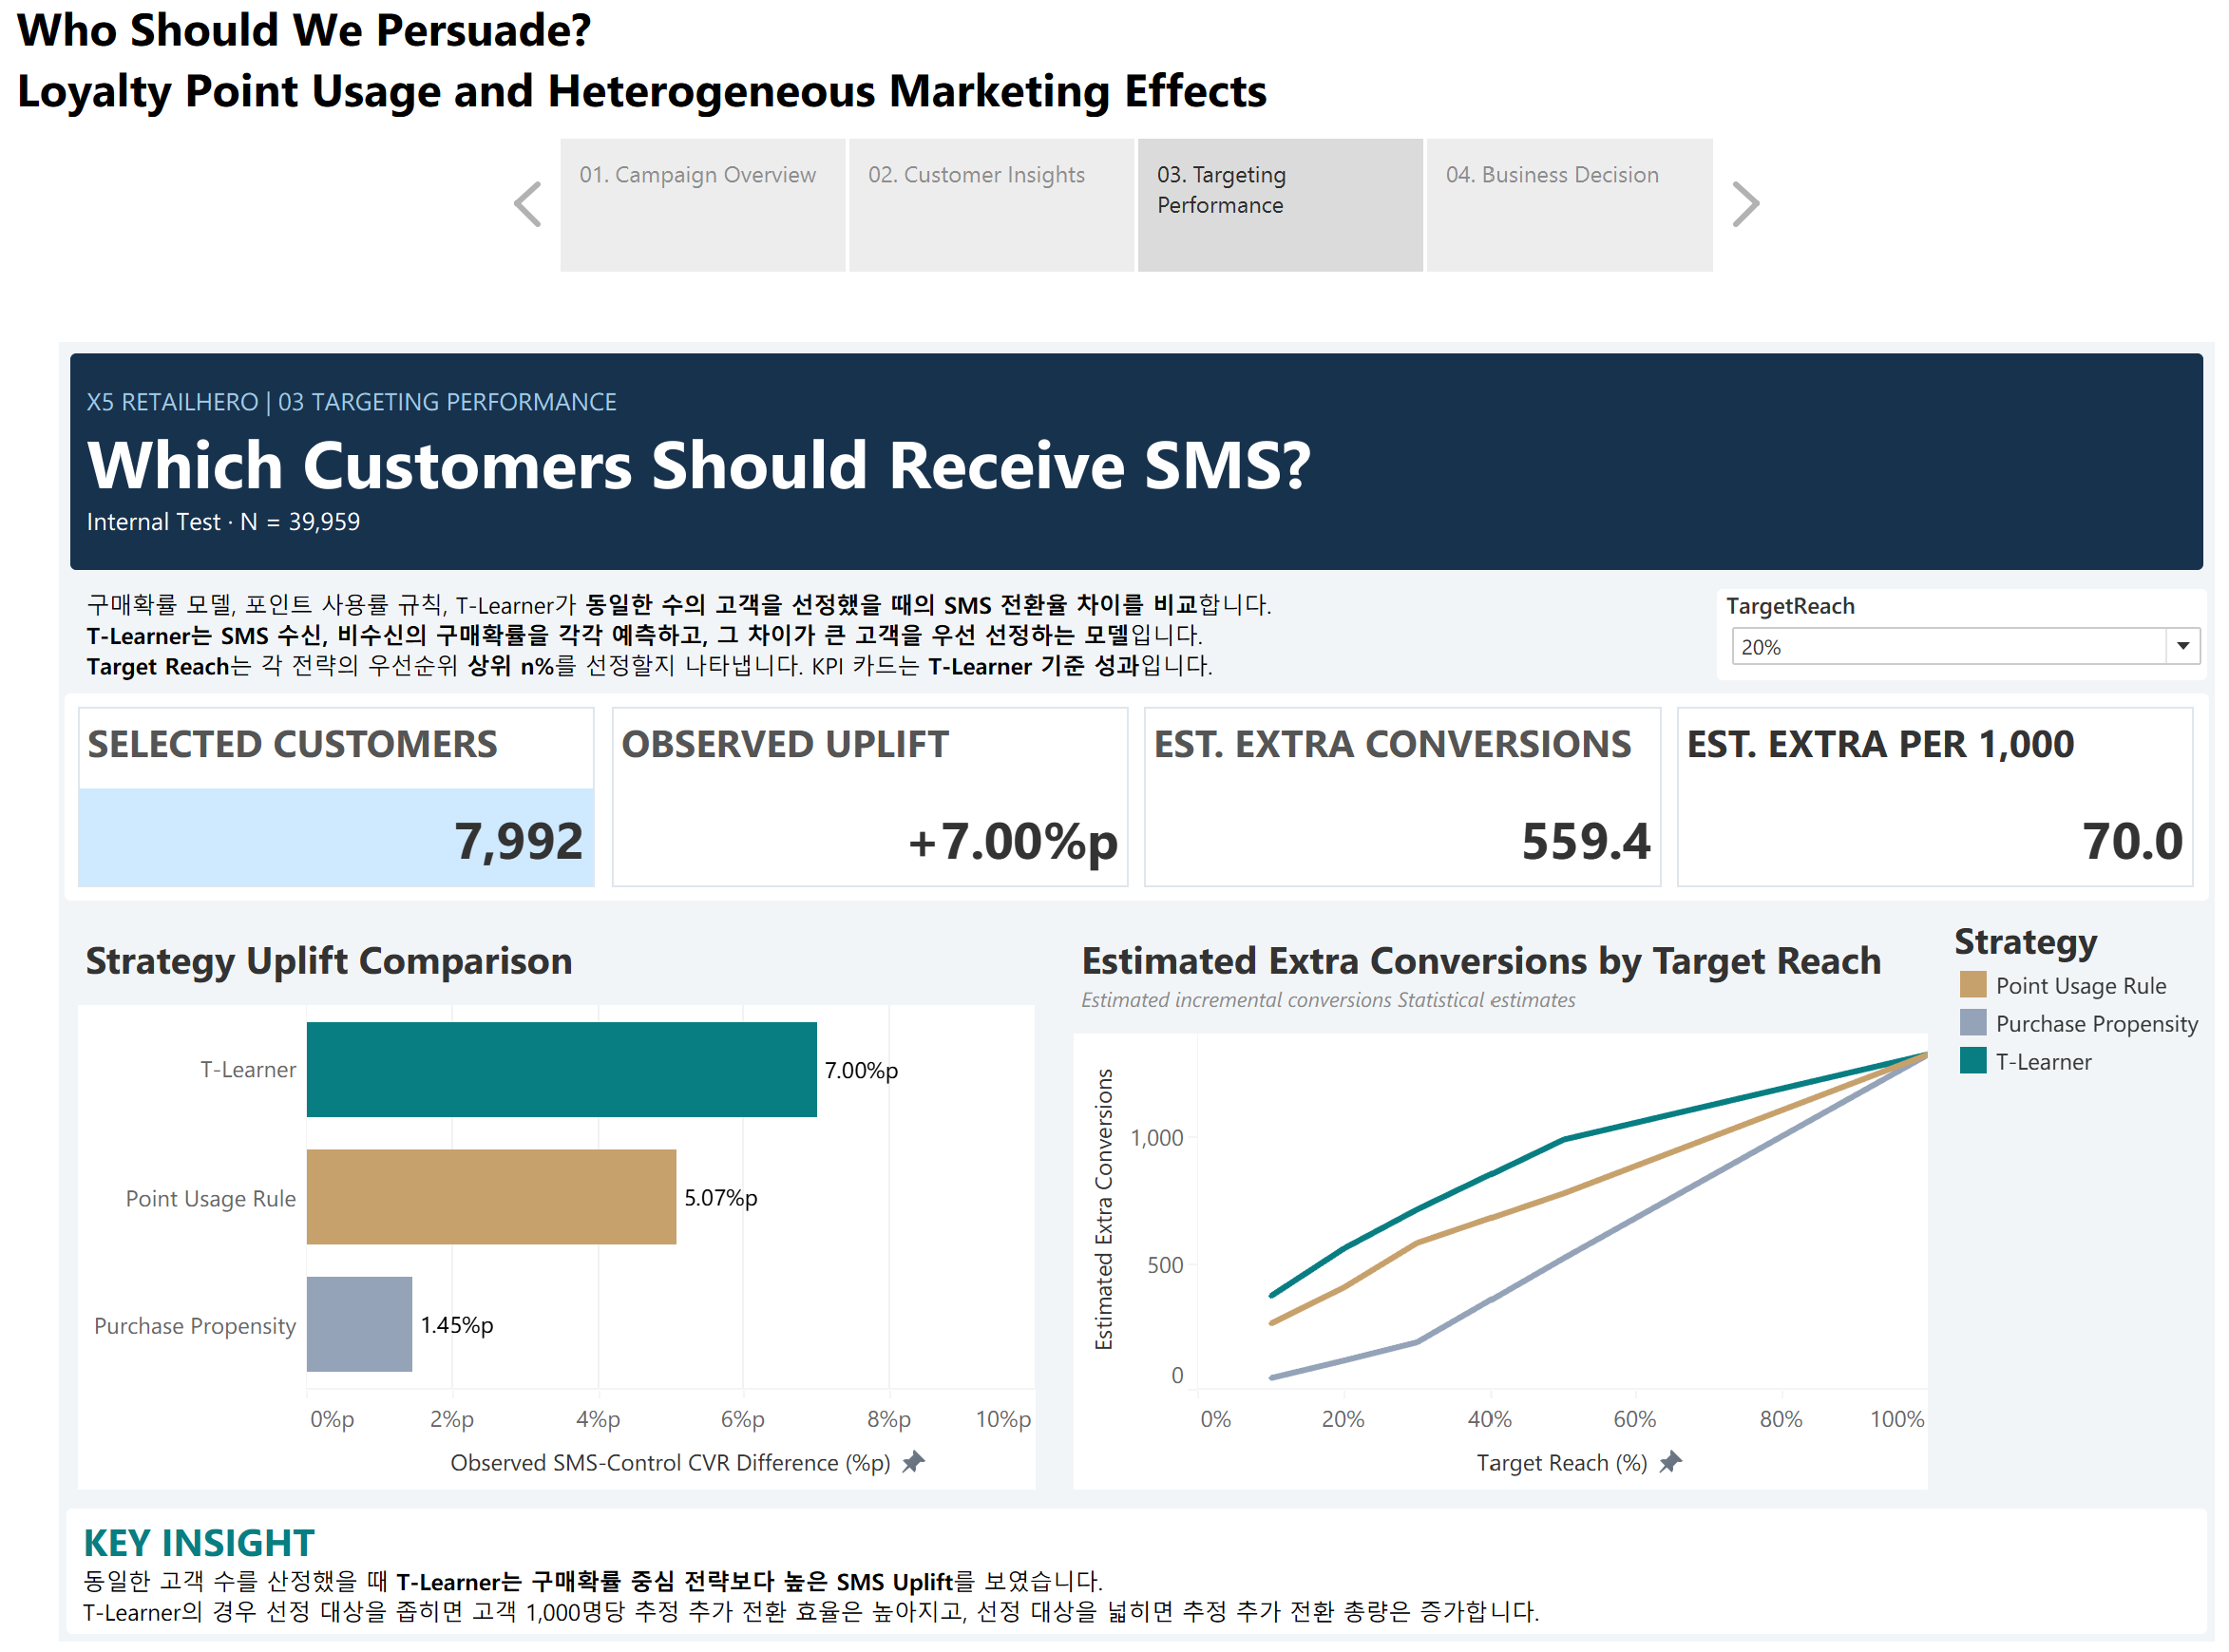 Who Should We Persuade?
Loyalty Point Usage and Heterogeneous Marketing Effects
01. Campaign Overview
02. Customer Insights
03. Targeting
Performance
04. Business Decision
X5 RETAILHERO | 03 TARGETING PERFORMANCE
Which Customers Should Receive SMS?
Internal Test · N = 39,959
구매확률 모델, 포인트 사용률 규칙, T-Learner가 동일한 수의 고객을 선정했을 때의 SMS 전환율 차이를 비교합니다.
T-Learner는 SMS 수신, 비수신의 구매확률을 각각 예측하고, 그 차이가 큰 고객을 우선 선정하는 모델입니다.
Target Reach는 각 전략의 우선순위 상위 n%를 선정할지 나타냅니다. KPI 카드는 T-Learner 기준 성과입니다.
TargetReach
20%
SELECTED CUSTOMERS
7,992
OBSERVED UPLIFT
+7.00%p
EST. EXTRA CONVERSIONS
559.4
EST. EXTRA PER 1,000
70.0
Strategy Uplift Comparison
T-Learner
7.00%p
Point Usage Rule
5.07%p
Purchase Propensity
1.45%p
0%p 2%p 4%p 6%p 8%p 10%p
Observed SMS-Control CVR Difference (%p)
Estimated Extra Conversions by Target Reach
Estimated incremental conversions Statistical estimates
Estimated Extra Conversions
1,000
500
0
0% 20% 40% 60% 80% 100%
Target Reach (%)
Strategy
Point Usage Rule
Purchase Propensity
T-Learner
KEY INSIGHT
동일한 고객 수를 산정했을 때 T-Learner는 구매확률 중심 전략보다 높은 SMS Uplift를 보였습니다.
T-Learner의 경우 선정 대상을 좁히면 고객 1,000명당 추정 추가 전환 효율은 높아지고, 선정 대상을 넓히면 추정 추가 전환 총량은 증가합니다.